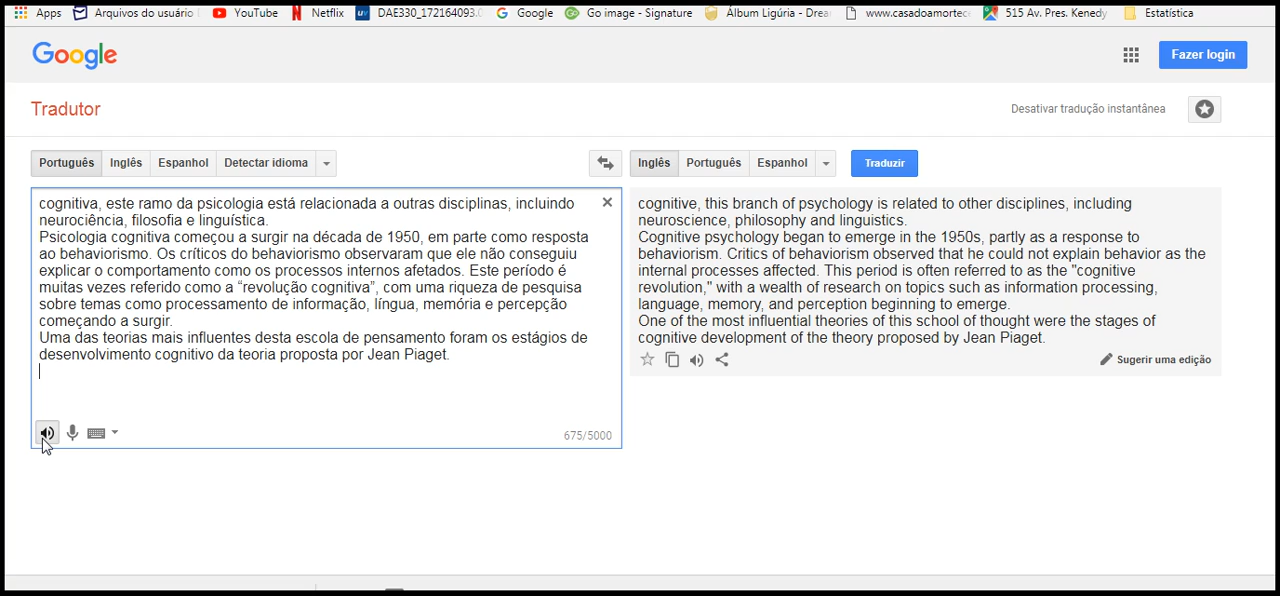 Apps Arquivos do usuário YouTube Netflix DAE330_172164093. Google Go image - Signature Álbum Ligúria - Drea www.casadoamortece 515 Av. Pres. Kenedy Estatística
Google
Fazer login
Tradutor
Desativar tradução instantânea
Português Inglês Espanhol Detectar idioma
Inglês Português Espanhol Traduzir
cognitiva, este ramo da psicologia está relacionada a outras disciplinas, incluindo
neurociência, filosofia e linguística.
Psicologia cognitiva começou a surgir na década de 1950, em parte como resposta
ao behaviorismo. Os críticos do behaviorismo observaram que ele não conseguiu
explicar o comportamento como os processos internos afetados. Este período é
muitas vezes referido como a “revolução cognitiva”, com uma riqueza de pesquisa
sobre temas como processamento de informação, língua, memória e percepção
começando a surgir.
Uma das teorias mais influentes desta escola de pensamento foram os estágios de
desenvolvimento cognitivo da teoria proposta por Jean Piaget.
675/5000
cognitive, this branch of psychology is related to other disciplines, including
neuroscience, philosophy and linguistics.
Cognitive psychology began to emerge in the 1950s, partly as a response to
behaviorism. Critics of behaviorism observed that he could not explain behavior as the
internal processes affected. This period is often referred to as the "cognitive
revolution," with a wealth of research on topics such as information processing,
language, memory, and perception beginning to emerge.
One of the most influential theories of this school of thought were the stages of
cognitive development of the theory proposed by Jean Piaget.
Sugerir uma edição